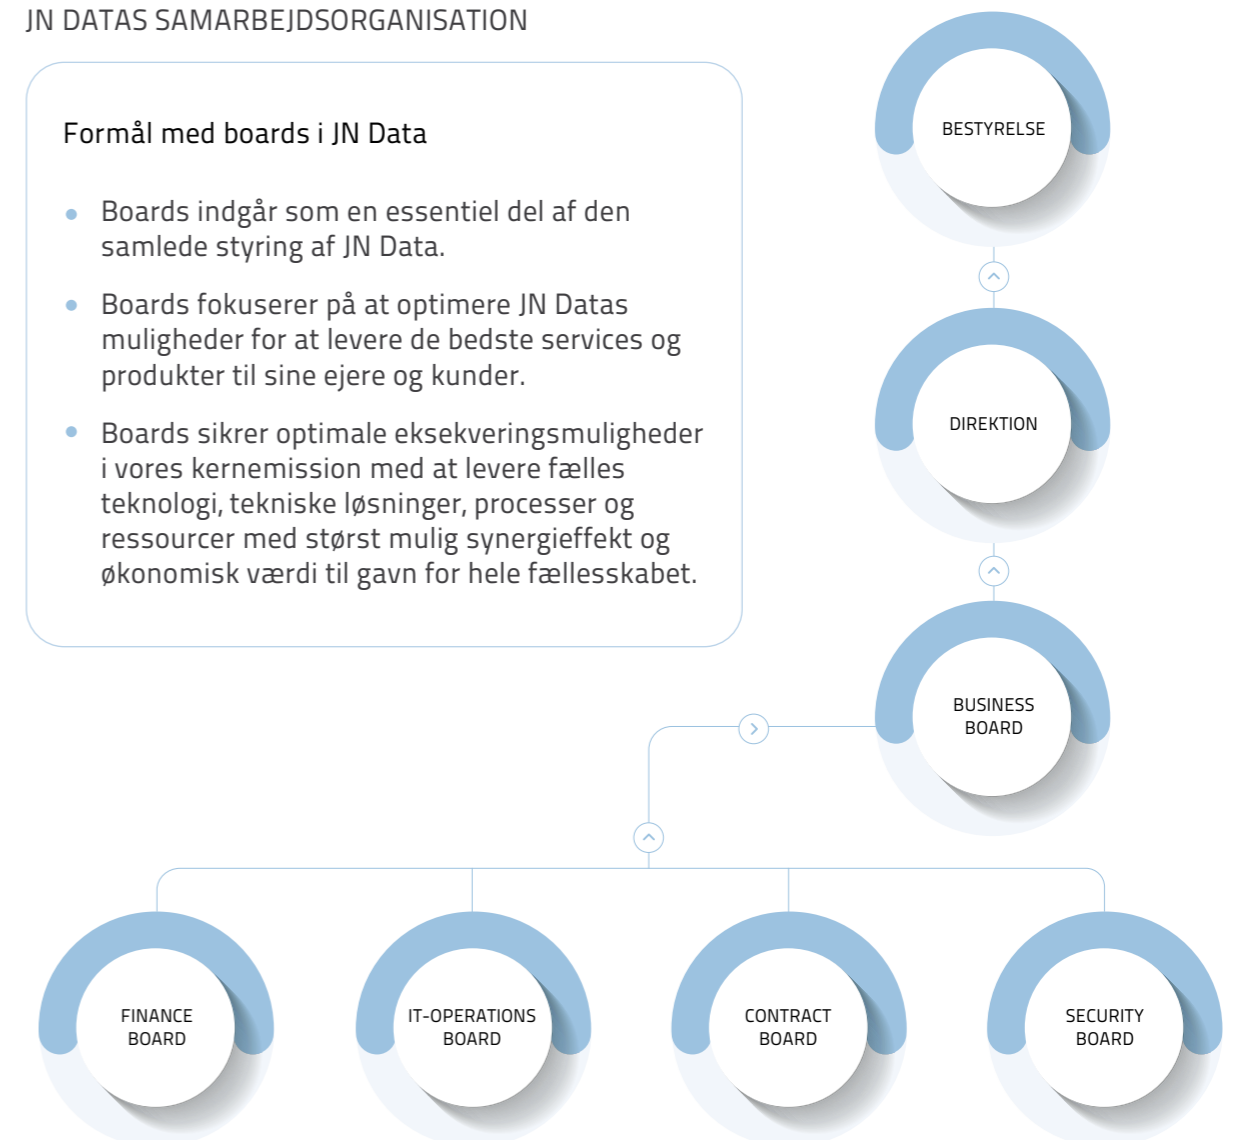 JN DATAS SAMARBEJDSORGANISATION
Formål med boards i JN Data
Boards indgår som en essentiel del af den
samlede styring af JN Data.
Boards fokuserer på at optimere JN Datas
muligheder for at levere de bedste services og
produkter til sine ejere og kunder.
Boards sikrer optimale eksekveringsmuligheder
i vores kernemission med at levere fælles
teknologi, tekniske løsninger, processer og
ressourcer med størst mulig synergieffekt og
økonomisk værdi til gavn for hele fællesskabet.
BESTYRELSE
DIREKTION
BUSINESS
BOARD
FINANCE
BOARD
IT-OPERATIONS
BOARD
CONTRACT
BOARD
SECURITY
BOARD